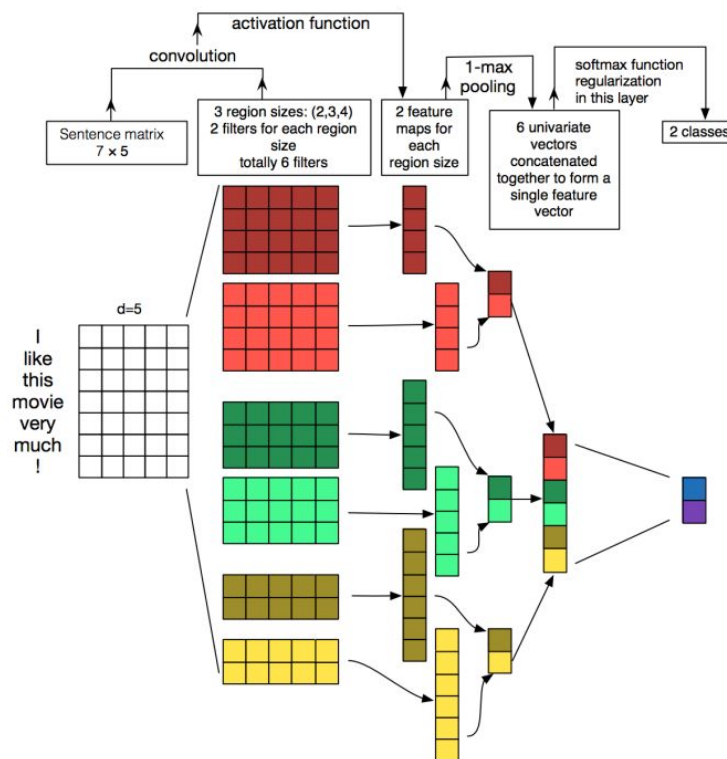 activation function
convolution
1-max
pooling
softmax function
regularization
in this layer
Sentence matrix
7 × 5
3 region sizes: (2,3,4)
2 filters for each region
size
totally 6 filters
2 feature
maps for
each
region size
6 univariate
vectors
concatenated
together to form a
single feature
vector
2 classes
d=5
I
like
this
movie
very
much
!